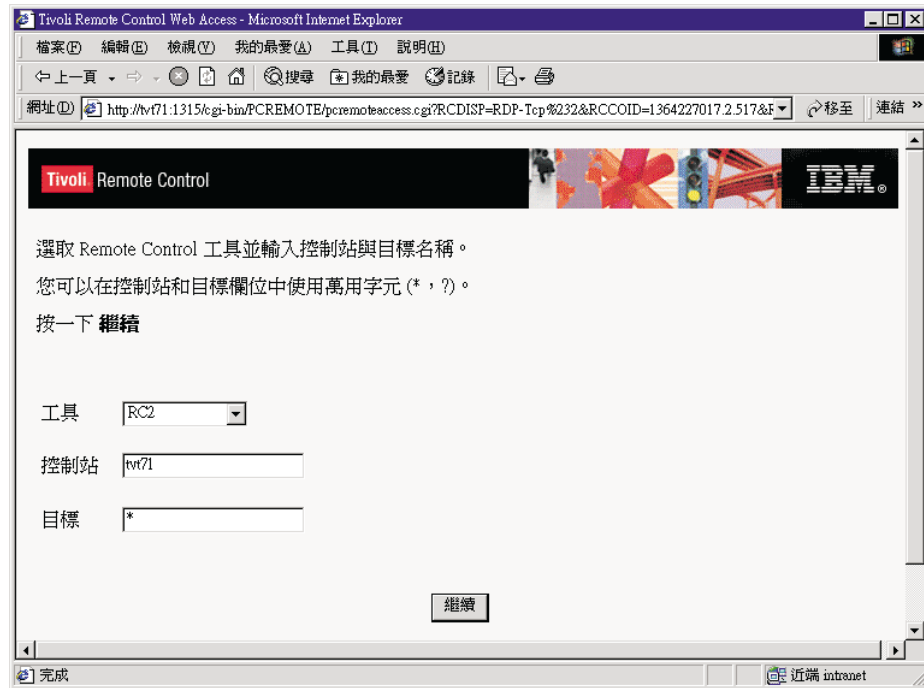 Tivoli Remote Control Web Access - Microsoft Internet Explorer
檔案(F) 編輯(E) 檢視(V) 我的最愛(A) 工具(T) 說明(H)
上一頁 搜尋 我的最愛 記錄
網址(D) http://tvt71:1315/cgi-bin/PCREMOTE/pcremoteaccess.cgi?RCDISP=RDP-Tcp%232&RCCOID=1364227017.2.517&F 移至 連結 »
Tivoli Remote Control IBM®
選取 Remote Control 工具並輸入控制站與目標名稱。
您可以在控制站和目標欄位中使用萬用字元 (*，?)。
按一下 繼續
工具 RC2
控制站 tvt71
目標 *
繼續
完成 近端 intranet